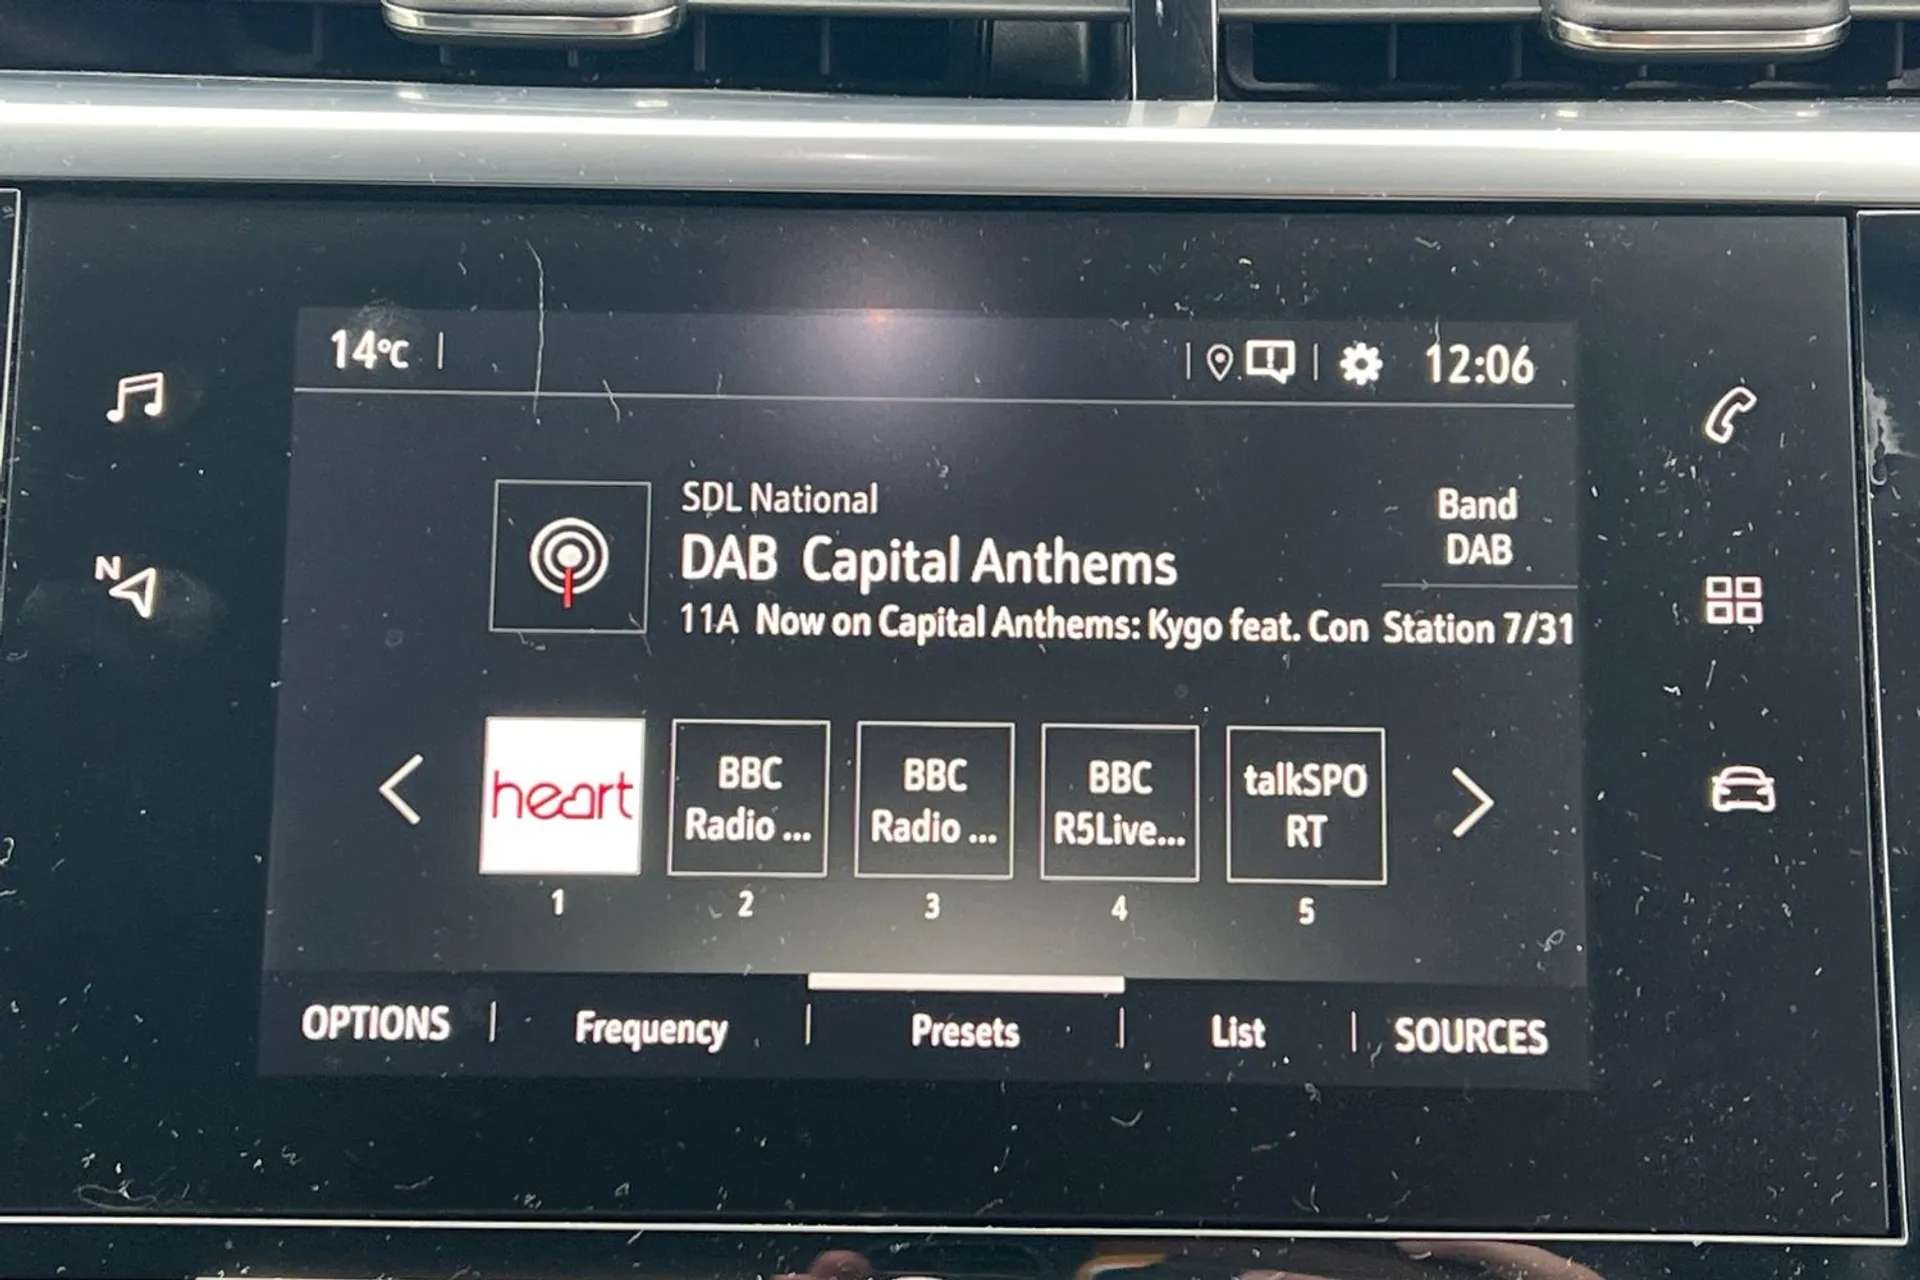 14°C
12:06
N
SDL National
DAB Capital Anthems
11A Now on Capital Anthems: Kygo feat. Con
Band
DAB
Station 7/31
heart
BBC
Radio ...
BBC
Radio ...
BBC
R5Live...
talkSPO
RT
1 2 3 4 5
OPTIONS Frequency Presets List SOURCES